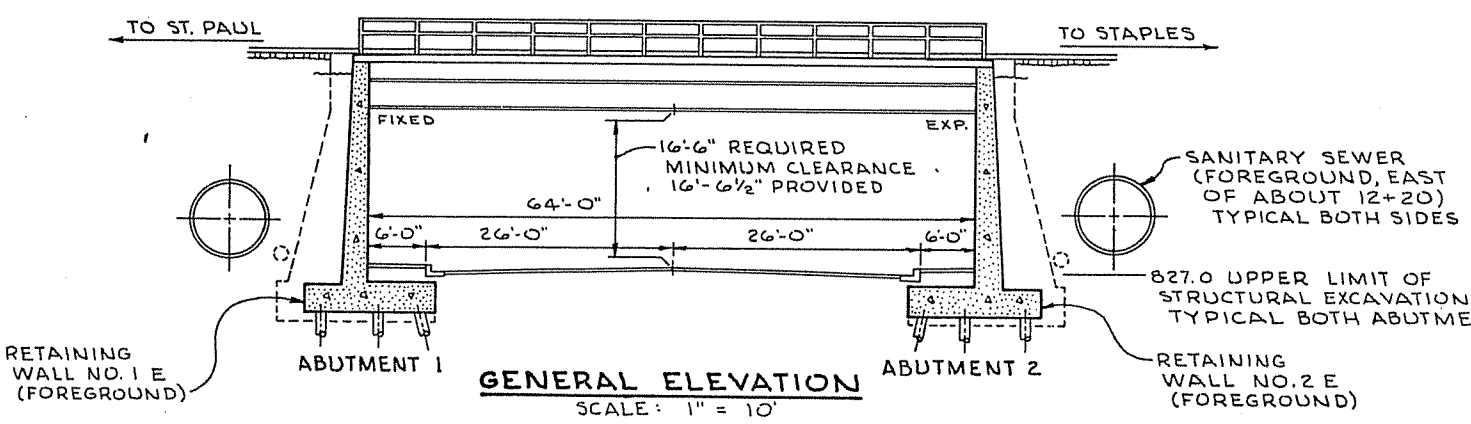 TO ST. PAUL
TO STAPLES
FIXED
EXP.
16'-6" REQUIRED
MINIMUM CLEARANCE
16'-6½" PROVIDED
SANITARY SEWER
(FOREGROUND, EAST
OF ABOUT 12+20)
TYPICAL BOTH SIDES
64'-0"
6'-0"
26'-0"
26'-0"
6'-0"
827.0 UPPER LIMIT OF
STRUCTURAL EXCAVATION
TYPICAL BOTH ABUTME
RETAINING
WALL NO. 1 E
(FOREGROUND)
ABUTMENT 1
ABUTMENT 2
RETAINING
WALL NO. 2 E
(FOREGROUND)
GENERAL ELEVATION
SCALE: 1" = 10'